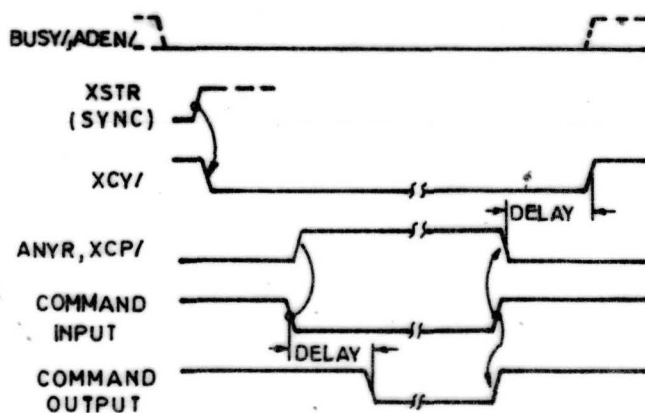 BUSY/,ADEN/
XSTR
(SYNC)
XCY/
DELAY
ANYR, XCP/
COMMAND
INPUT
DELAY
COMMAND
OUTPUT